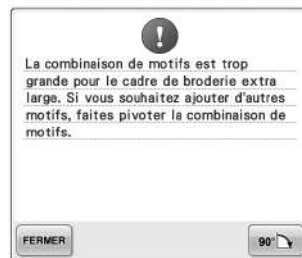 La combinaison de motifs est trop
grande pour le cadre de broderie extra
large. Si vous souhaitez ajouter d'autres
motifs, faites pivoter la combinaison de
motifs.
FERMER
90°